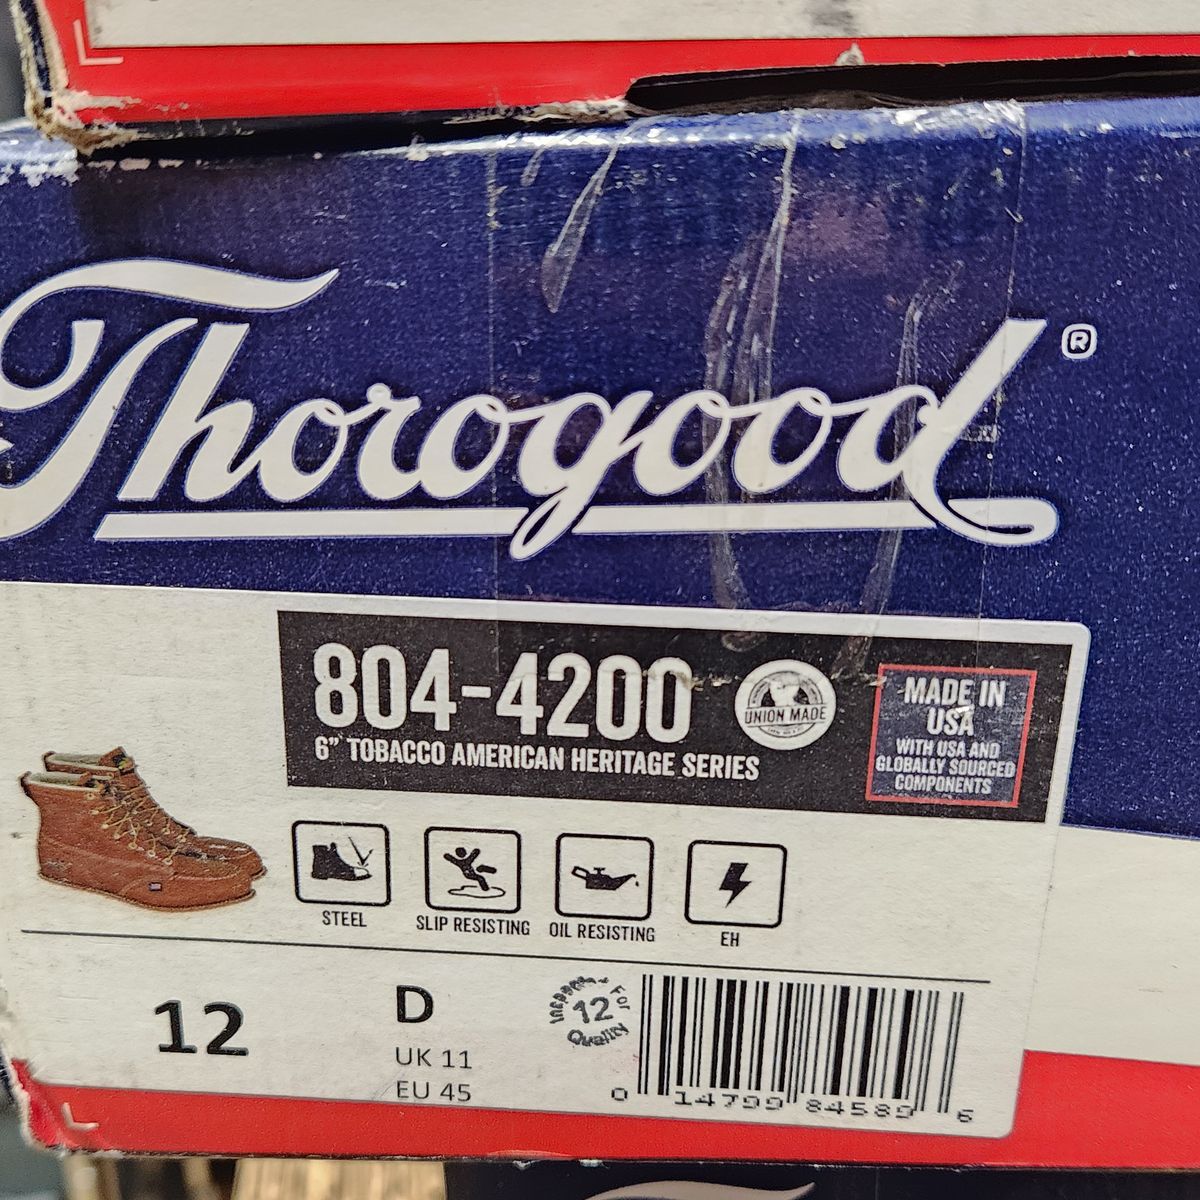 Thorogood®
804-4200
UNION MADE
6" TOBACCO AMERICAN HERITAGE SERIES
MADE IN
USA
WITH USA AND
GLOBALLY SOURCED
COMPONENTS
STEEL
SLIP RESISTING
OIL RESISTING
EH
12
D
UK 11
EU 45
For
12
Quality
0 14799 84589 6